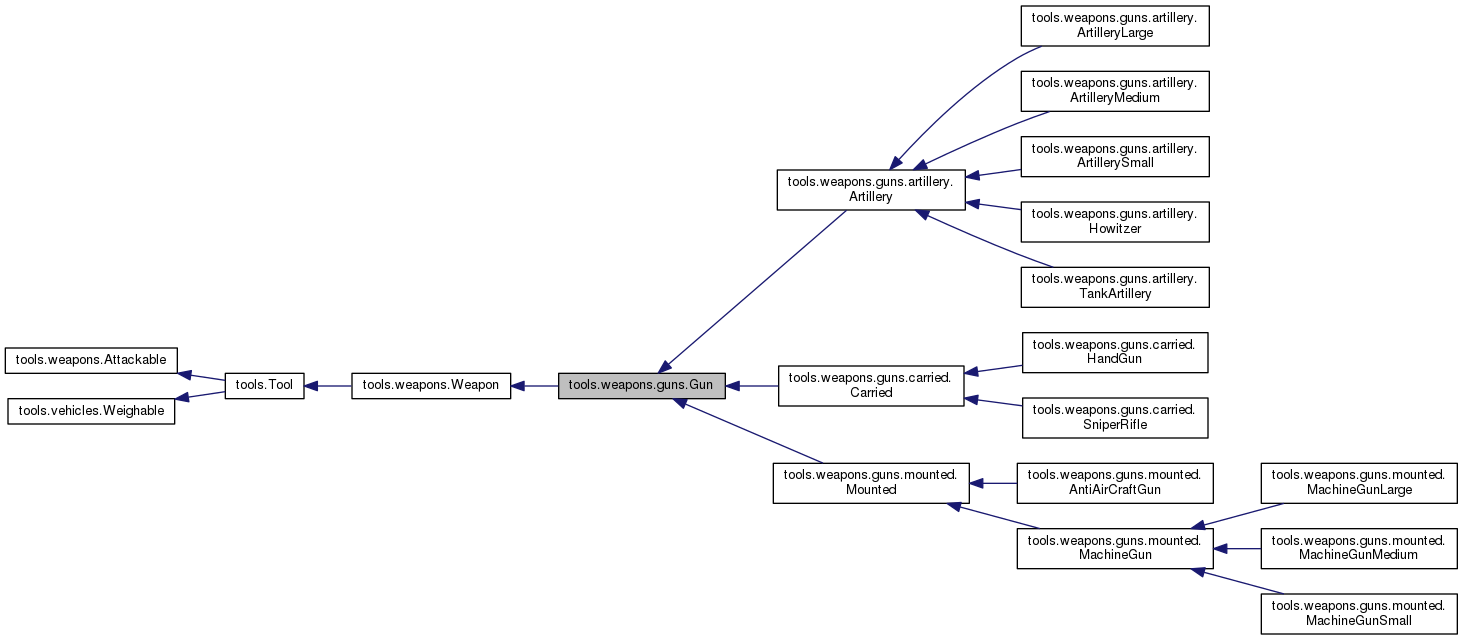 tools.weapons.guns.artillery.
ArtilleryLarge
tools.weapons.guns.artillery.
ArtilleryMedium
tools.weapons.guns.artillery.
ArtillerySmall
tools.weapons.guns.artillery.
Artillery
tools.weapons.guns.artillery.
Howitzer
tools.weapons.guns.artillery.
TankArtillery
tools.weapons.Attackable
tools.vehicles.Weighable
tools.Tool
tools.weapons.Weapon
tools.weapons.guns.Gun
tools.weapons.guns.carried.
Carried
tools.weapons.guns.carried.
HandGun
tools.weapons.guns.carried.
SniperRifle
tools.weapons.guns.mounted.
Mounted
tools.weapons.guns.mounted.
AntiAirCraftGun
tools.weapons.guns.mounted.
MachineGun
tools.weapons.guns.mounted.
MachineGunLarge
tools.weapons.guns.mounted.
MachineGunMedium
tools.weapons.guns.mounted.
MachineGunSmall